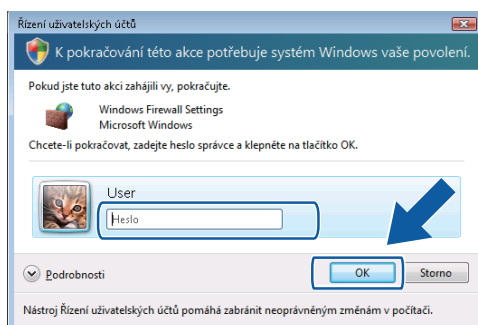 Řízení uživatelských účtů
K pokračování této akce potřebuje systém Windows vaše povolení.
Pokud jste tuto akci zahájili vy, pokračujte.
Windows Firewall Settings
Microsoft Windows
Chcete-li pokračovat, zadejte heslo správce a klepněte na tlačítko OK.
User
Heslo
Podrobnosti
OK
Storno
Nástroj Řízení uživatelských účtů pomáhá zabránit neoprávněným změnám v počítači.